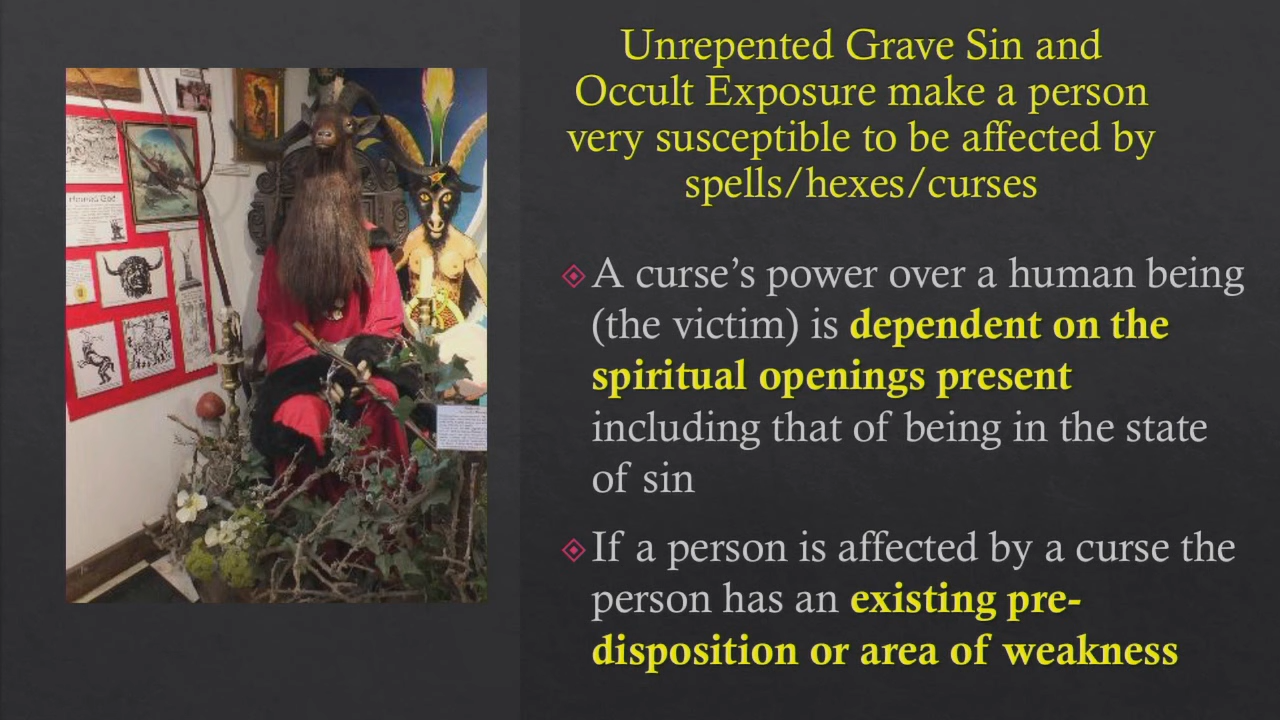 Unrepented Grave Sin and
Occult Exposure make a person
very susceptible to be affected by
spells/hexes/curses
A curse's power over a human being
(the victim) is dependent on the
spiritual openings present
including that of being in the state
of sin
If a person is affected by a curse the
person has an existing pre-
disposition or area of weakness
Horned God